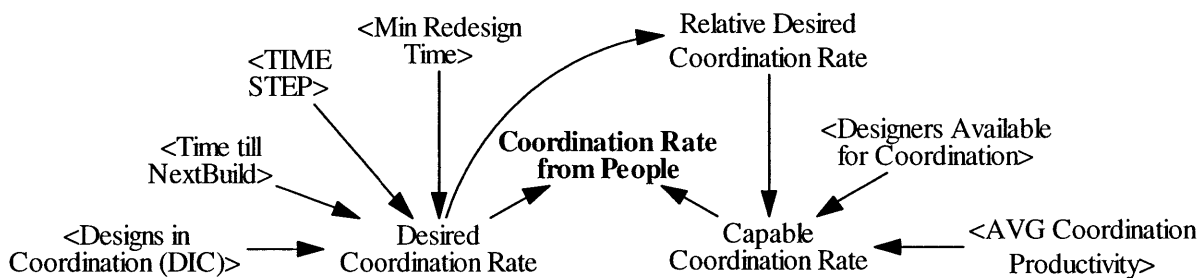 <Min Redesign
Time>
Relative Desired
Coordination Rate
<TIME
STEP>
<Time till
NextBuild>
Coordination Rate
from People
<Designers Available
for Coordination>
<Designs in
Coordination (DIC)>
Desired
Coordination Rate
Capable
Coordination Rate
<AVG Coordination
Productivity>